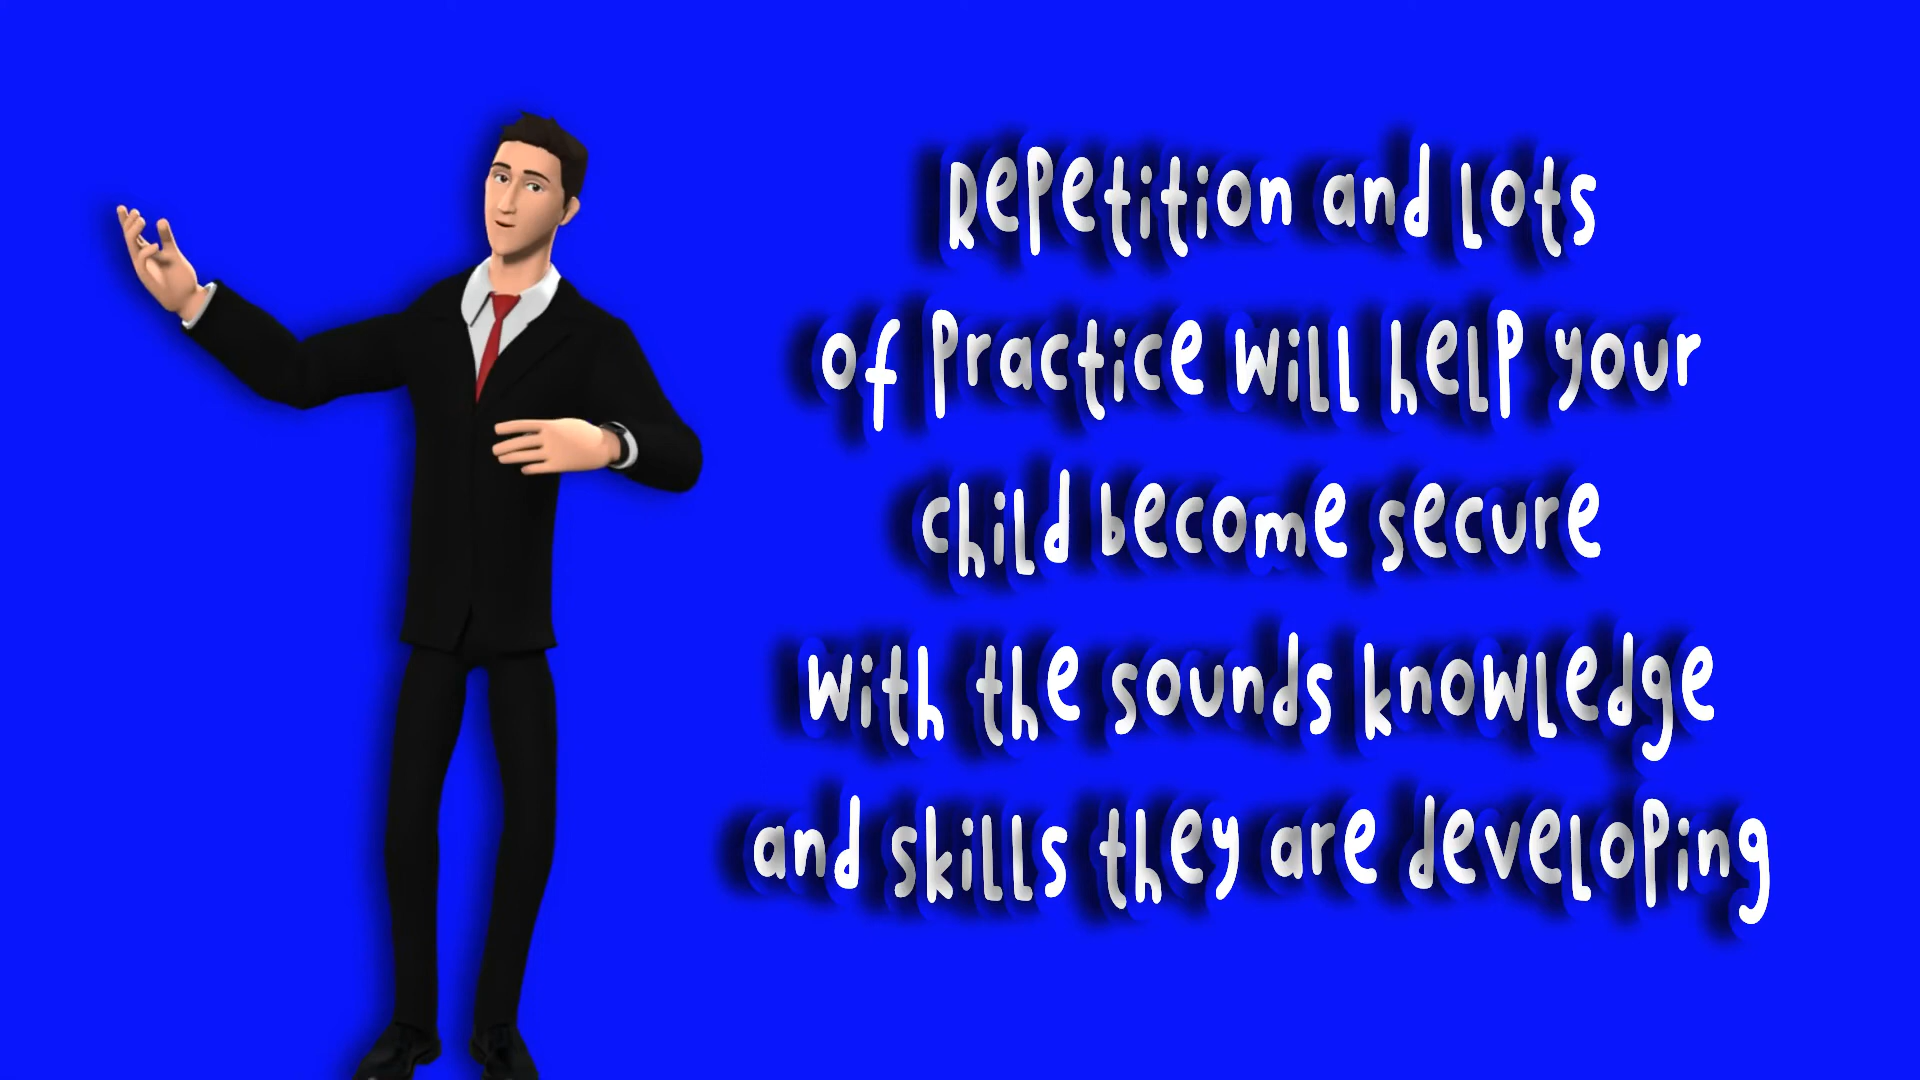 Repetition and lots
of practice will help your
child become secure
with the sounds knowledge
and skills they are developing